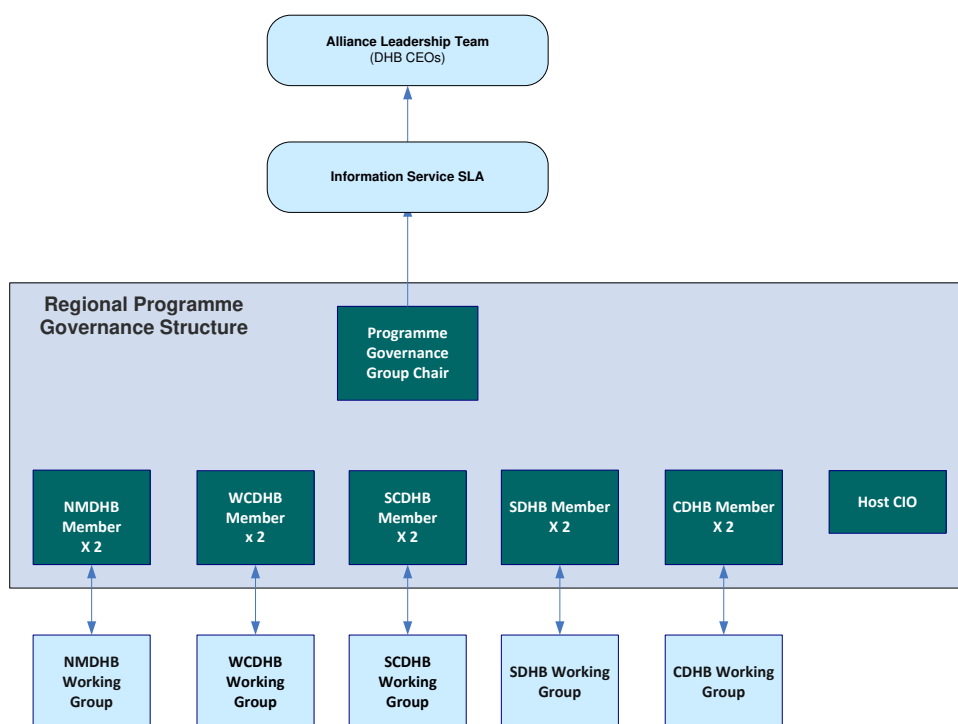 Alliance Leadership Team
(DHB CEOs)
Information Service SLA
Regional Programme
Governance Structure
Programme
Governance
Group Chair
NMDHB
Member
X 2
WCDHB
Member
x 2
SCDHB
Member
X 2
SDHB Member
X 2
CDHB Member
X 2
Host CIO
NMDHB
Working
Group
WCDHB
Working
Group
SCDHB
Working
Group
SDHB Working
Group
CDHB Working
Group